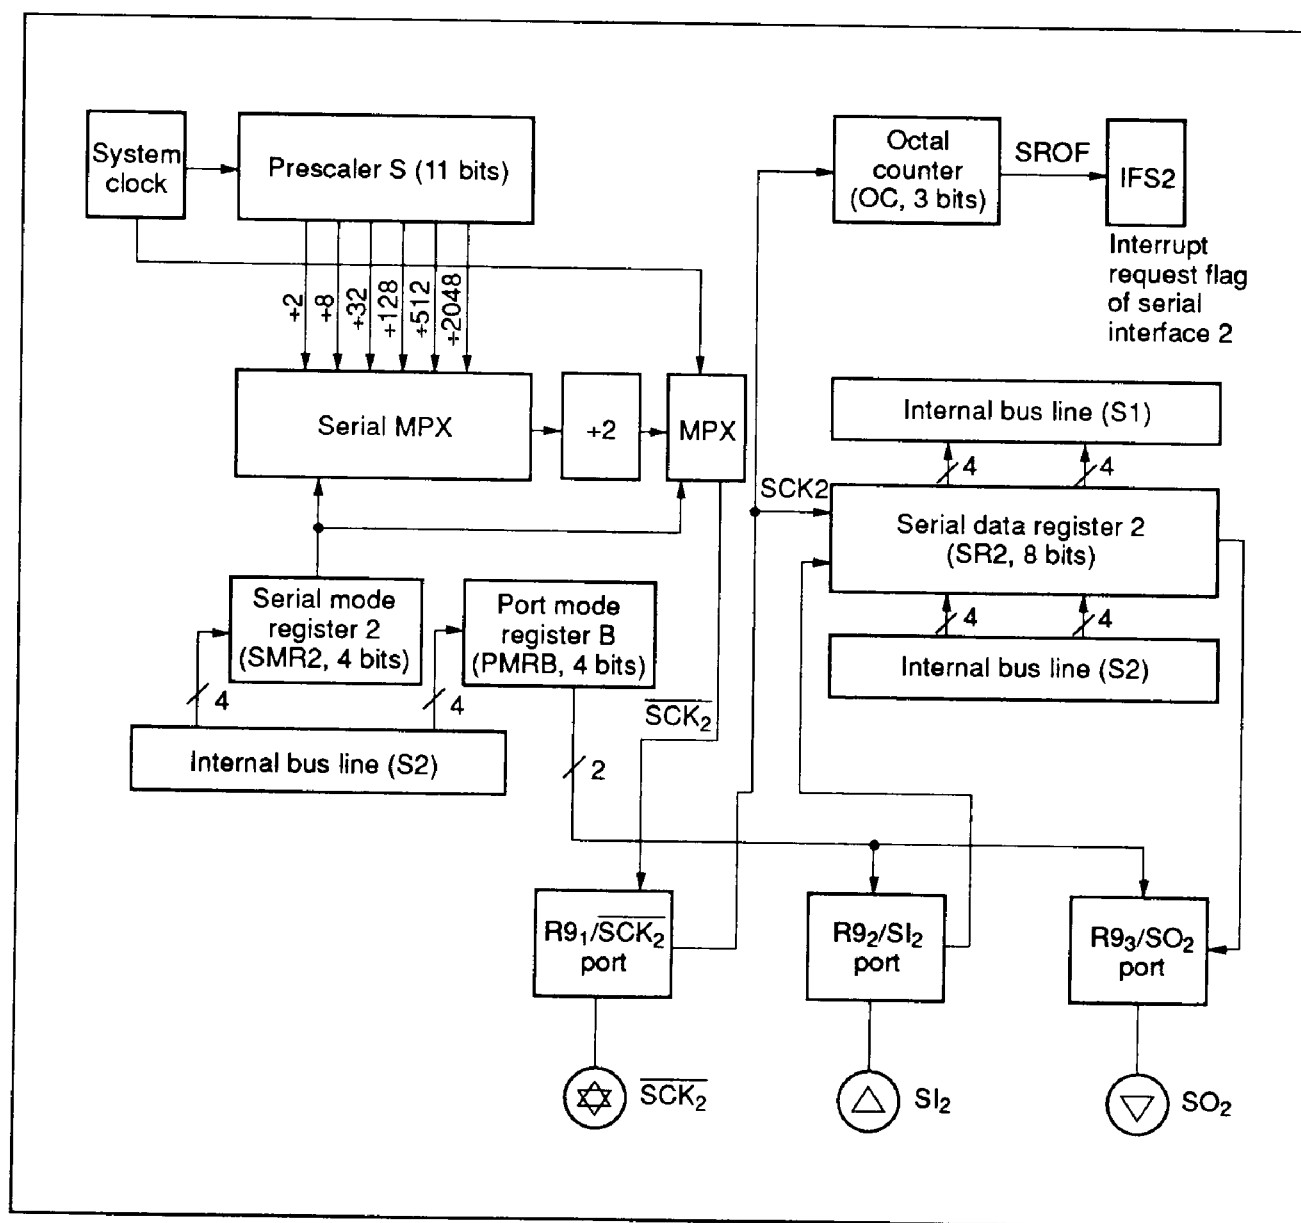 System
clock
Prescaler S (11 bits)
Octal
counter
(OC, 3 bits)
SROF
IFS2
Interrupt
request flag
of serial
interface 2
÷2
÷8
÷32
÷128
÷512
÷2048
Serial MPX
÷2
MPX
Internal bus line (S1)
4
4
SCK2
Serial data register 2
(SR2, 8 bits)
4
4
Internal bus line (S2)
Serial mode
register 2
(SMR2, 4 bits)
Port mode
register B
(PMRB, 4 bits)
4
4
S̅C̅K̅₂
Internal bus line (S2)
2
R9₁/S̅C̅K̅₂
port
R9₂/SI₂
port
R9₃/SO₂
port
S̅C̅K̅₂
SI₂
SO₂